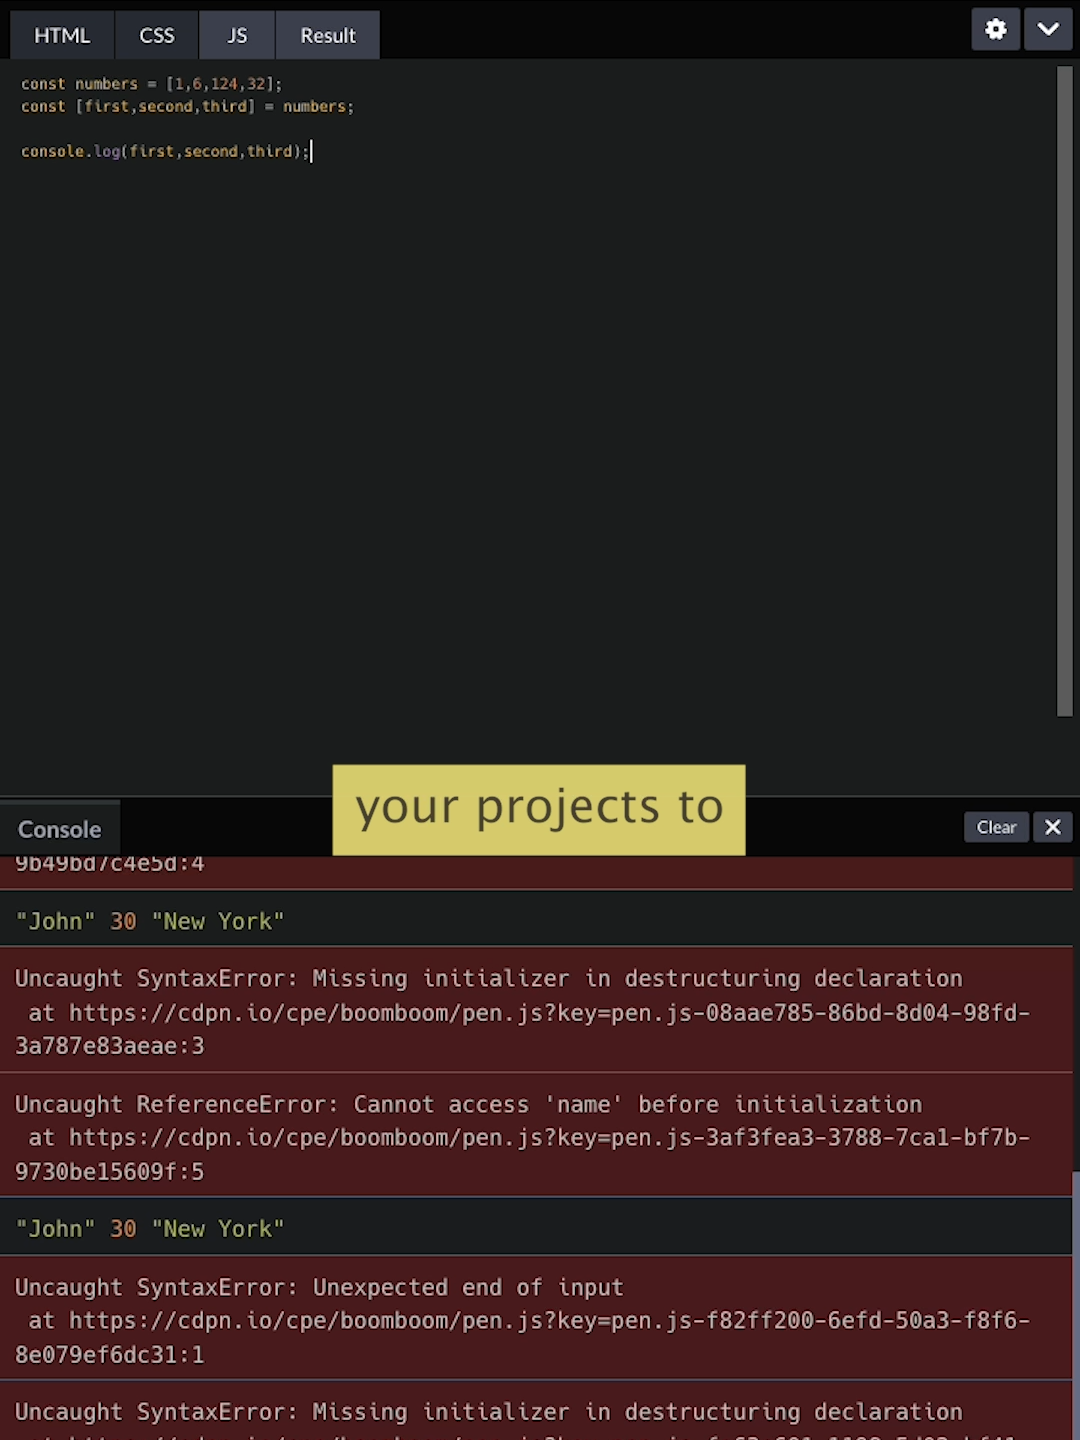 HTML CSS JS Result
const numbers = [1,6,124,32];
const [first,second,third] = numbers;
console.log(first,second,third);
your projects to
Console Clear
9b49bd7c4e5d:4
"John" 30 "New York"
Uncaught SyntaxError: Missing initializer in destructuring declaration
at https://cdpn.io/cpe/boomboom/pen.js?key=pen.js-08aae785-86bd-8d04-98fd-
3a787e83aeae:3
Uncaught ReferenceError: Cannot access 'name' before initialization
at https://cdpn.io/cpe/boomboom/pen.js?key=pen.js-3af3fea3-3788-7ca1-bf7b-
9730be15609f:5
"John" 30 "New York"
Uncaught SyntaxError: Unexpected end of input
at https://cdpn.io/cpe/boomboom/pen.js?key=pen.js-f82ff200-6efd-50a3-f8f6-
8e079ef6dc31:1
Uncaught SyntaxError: Missing initializer in destructuring declaration